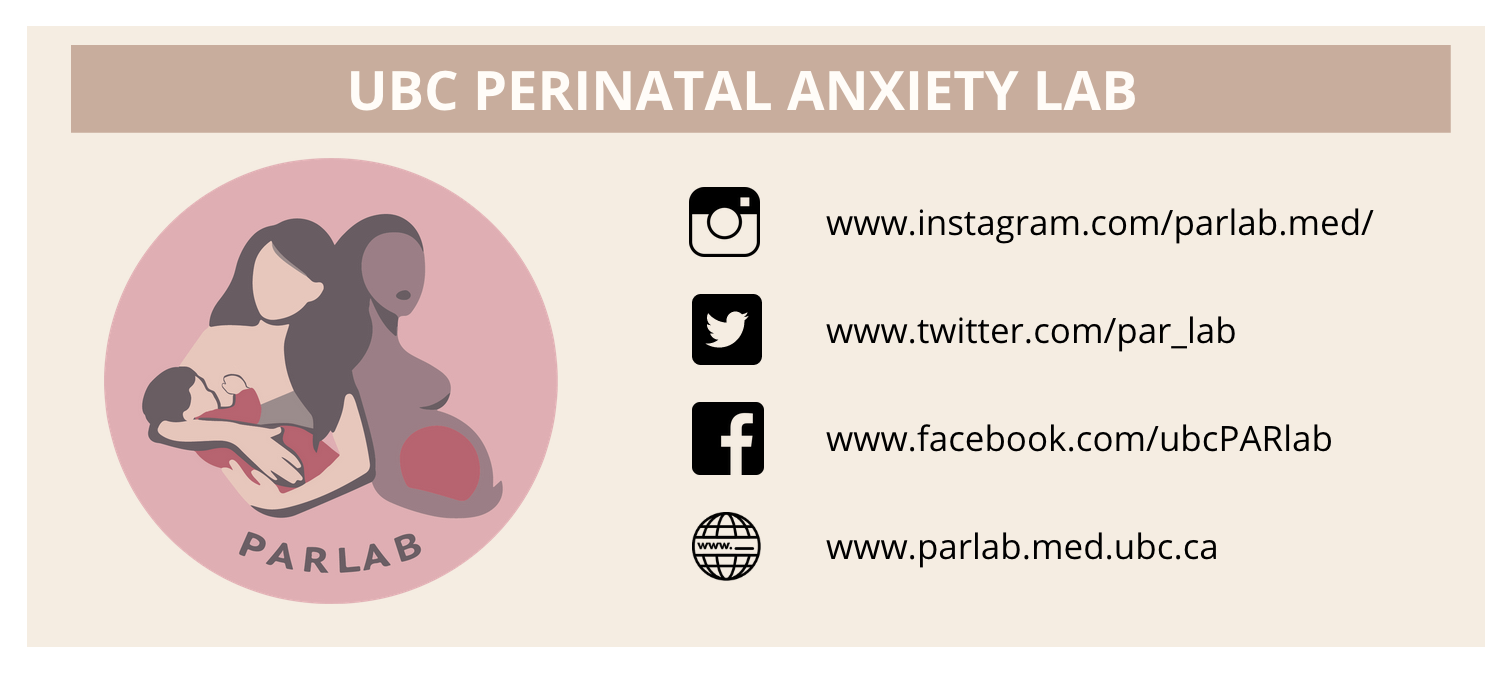 UBC PERINATAL ANXIETY LAB
PARLAB
www.instagram.com/parlab.med/
www.twitter.com/par_lab
www.facebook.com/ubcPARlab
www.
www.parlab.med.ubc.ca